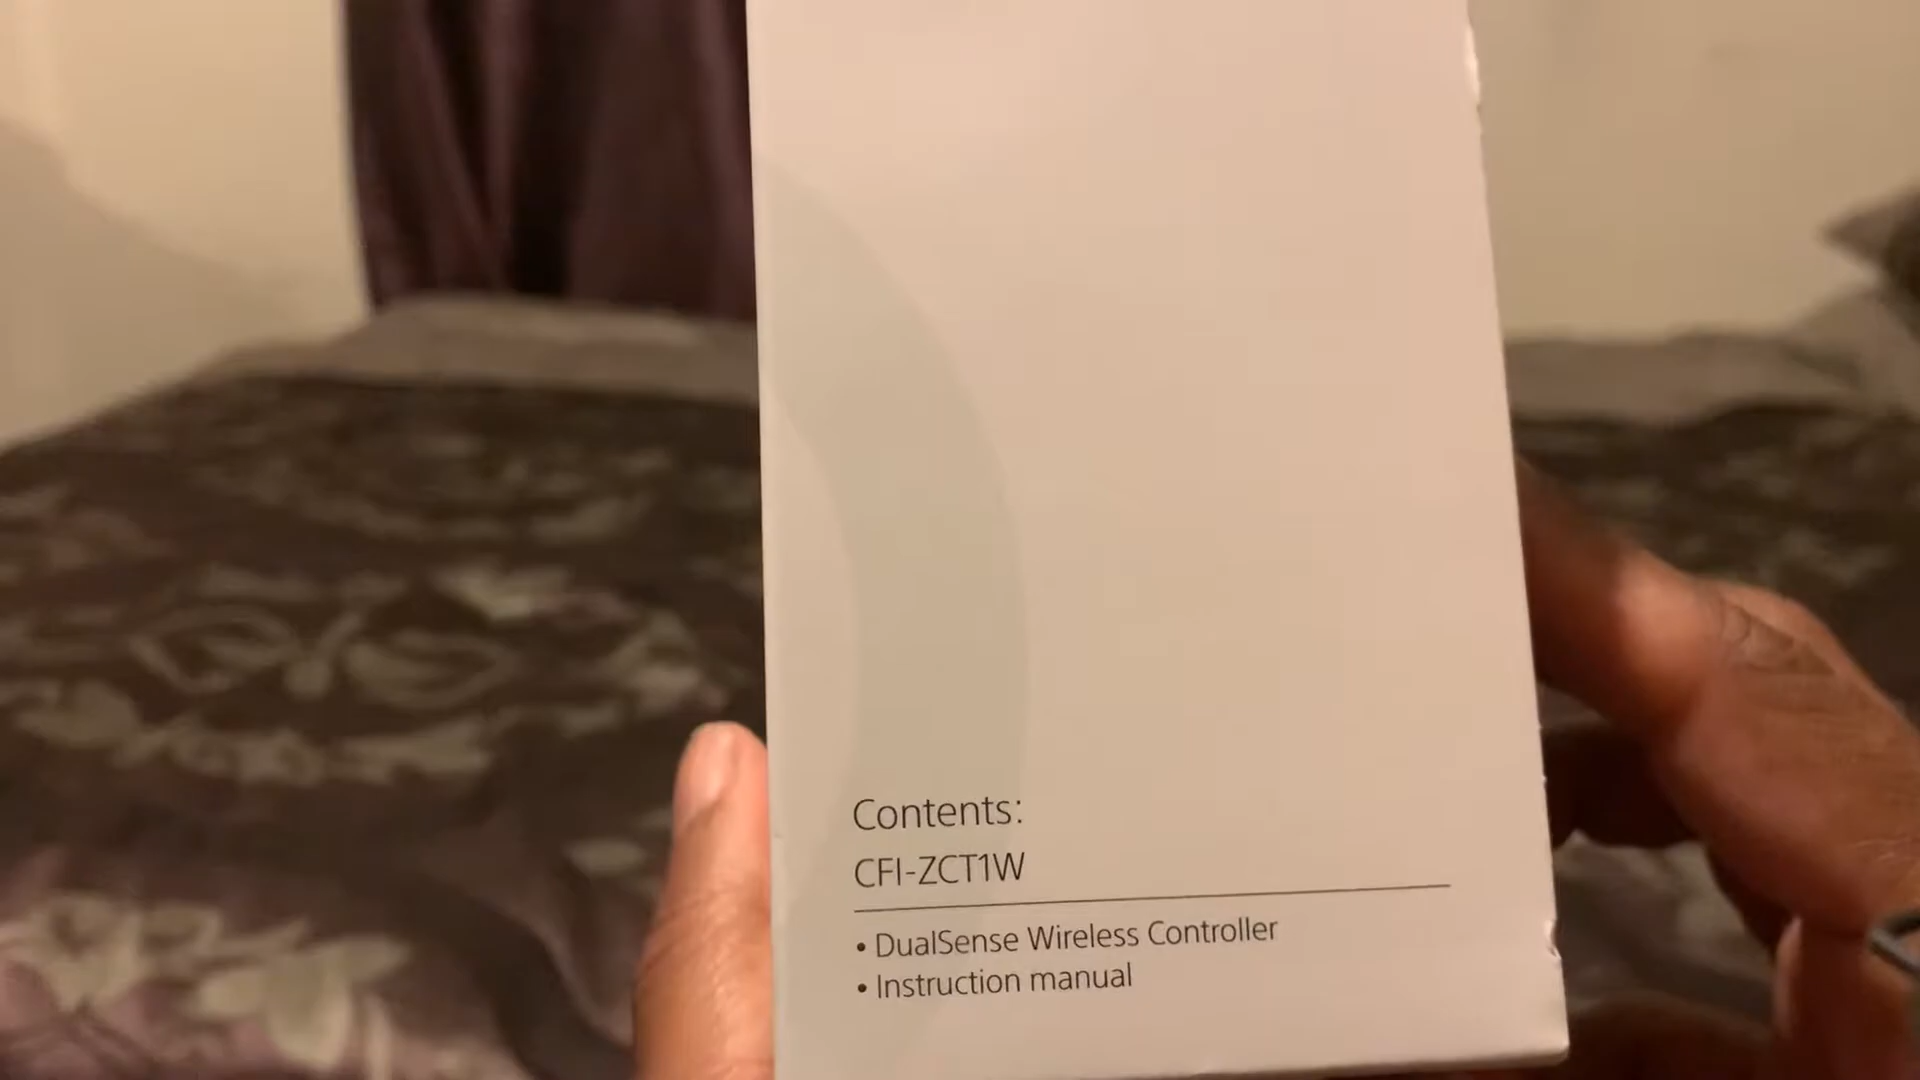 Contents:
CFI-ZCT1W
• DualSense Wireless Controller
• Instruction manual